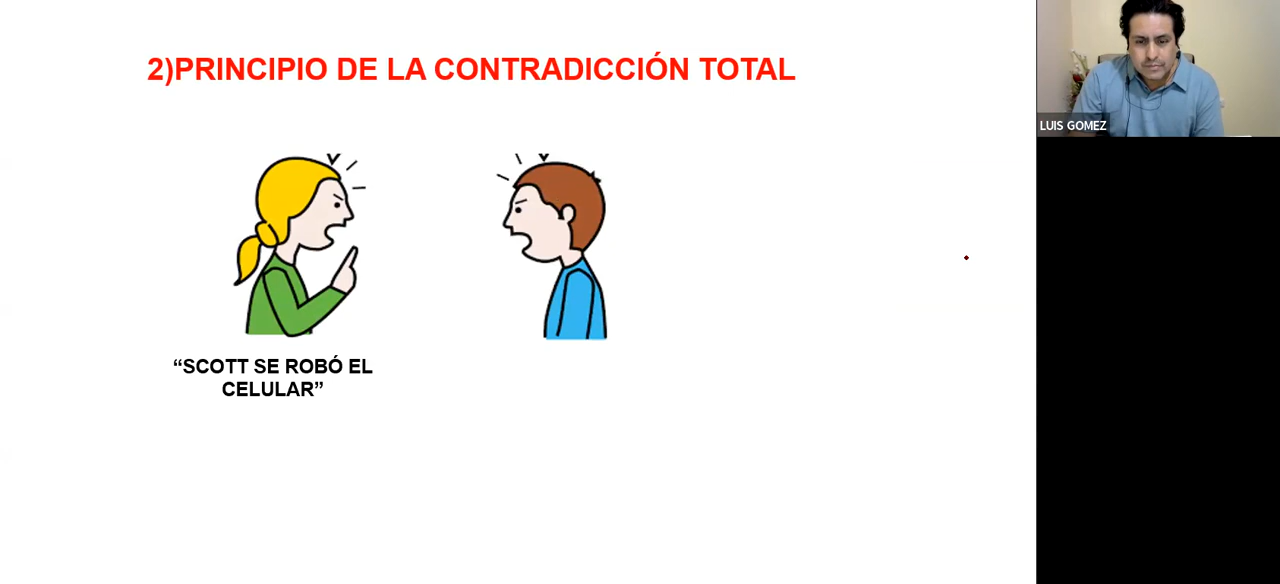 2)PRINCIPIO DE LA CONTRADICCIÓN TOTAL
LUIS GOMEZ
“SCOTT SE ROBÓ EL
CELULAR”